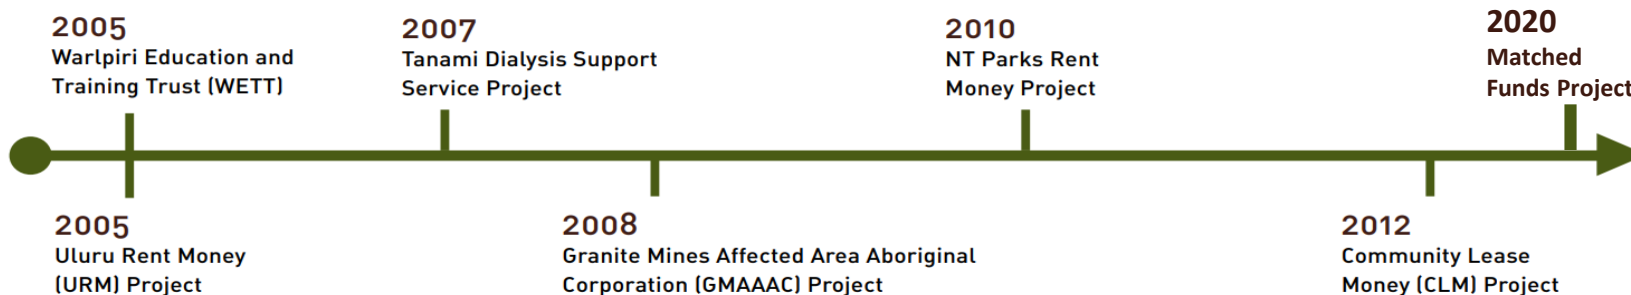 2005
Warlpiri Education and
Training Trust (WETT)
2007
Tanami Dialysis Support
Service Project
2010
NT Parks Rent
Money Project
2020
Matched
Funds Project
2005
Uluru Rent Money
(URM) Project
2008
Granite Mines Affected Area Aboriginal
Corporation (GMAAAC) Project
2012
Community Lease
Money (CLM) Project